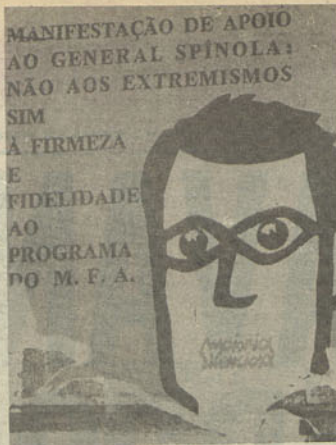 MANIFESTAÇÃO DE APOIO
AO GENERAL SPÍNOLA:
NÃO AOS EXTREMISMOS
SIM
À FIRMEZA
E
FIDELIDADE
AO
PROGRAMA
DO M. F. A.
maioria
silenciosa